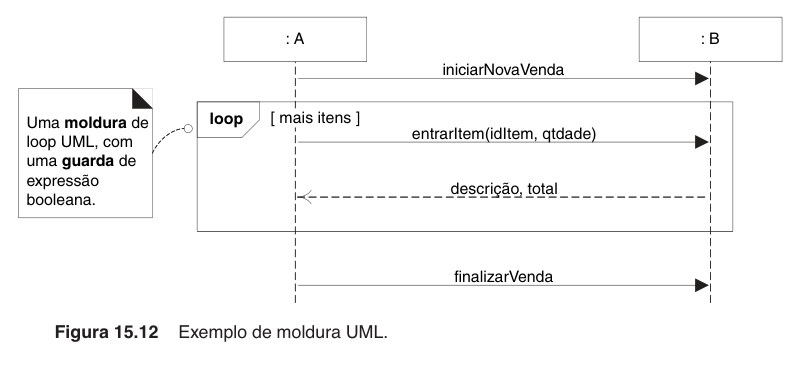 : A
: B
iniciarNovaVenda
Uma moldura de
loop UML, com
uma guarda de
expressão
booleana.
loop
[ mais itens ]
entrarItem(idItem, qtdade)
descrição, total
finalizarVenda
Figura 15.12 Exemplo de moldura UML.